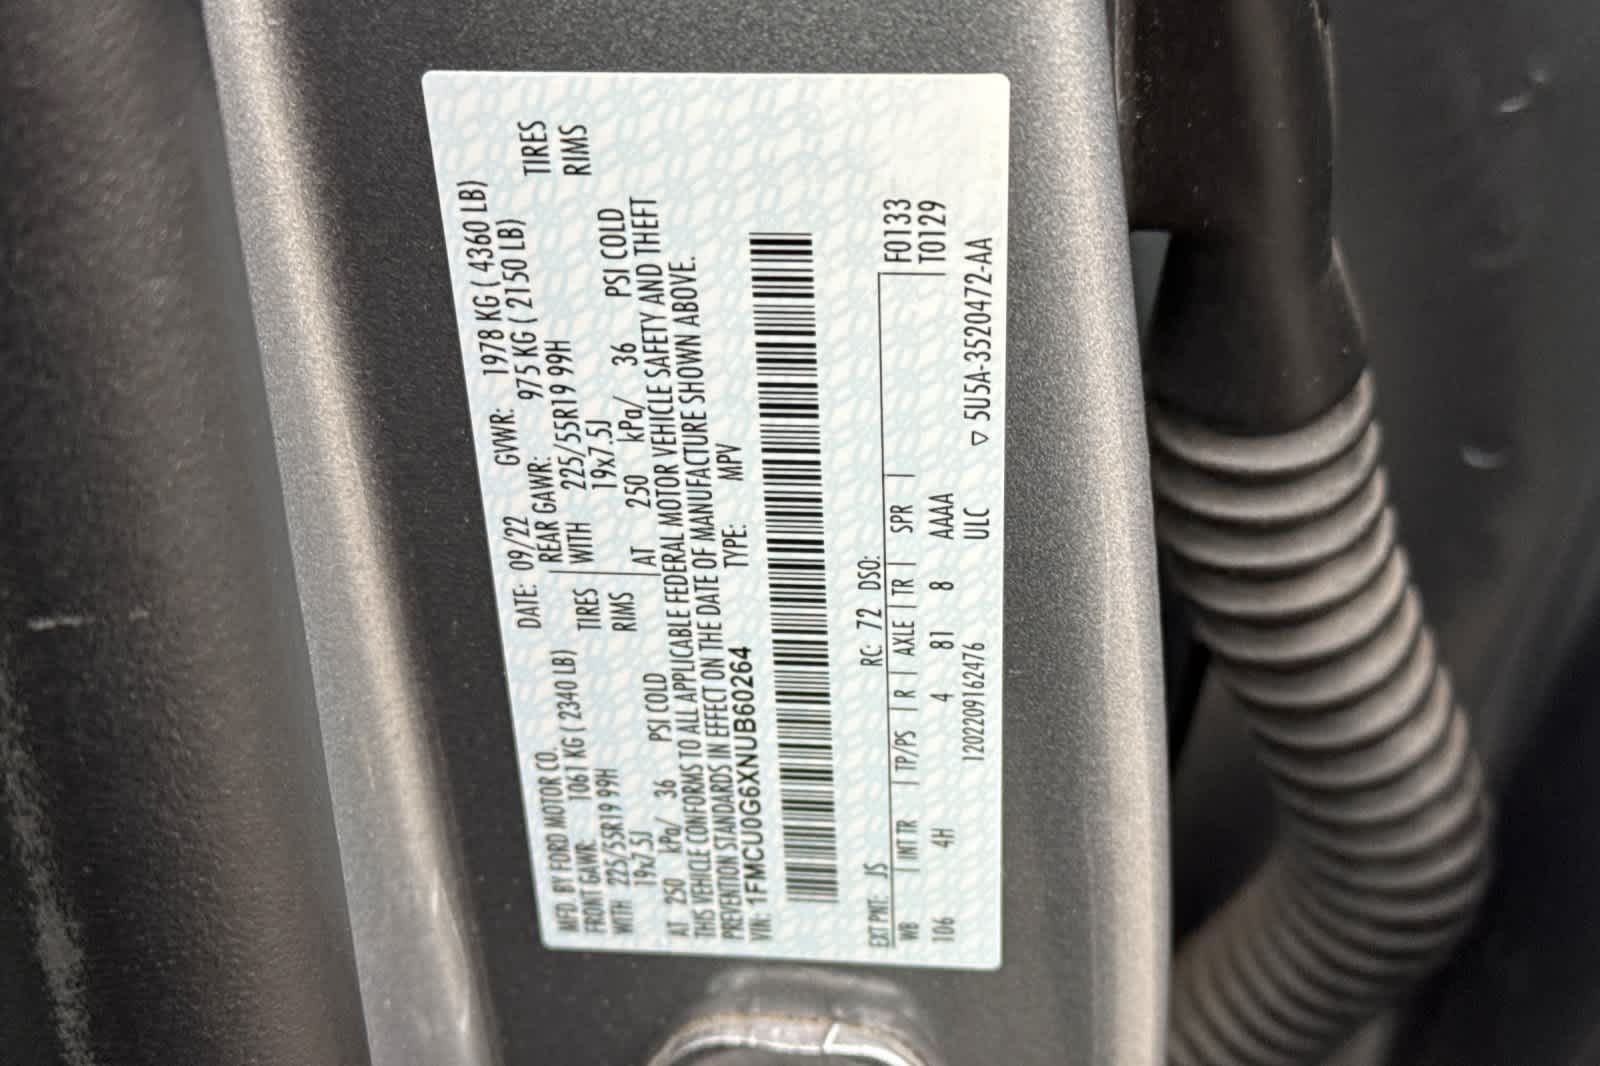 MFD. BY FORD MOTOR CO.
DATE: 09/22 GVWR: 1978 KG ( 4360 LB)
FRONT GAWR: 1061 KG ( 2340 LB) REAR GAWR: 975 KG ( 2150 LB)
WITH 225/55R19 99H TIRES WITH 225/55R19 99H TIRES
19x7.5J RIMS 19x7.5J RIMS
AT 250 kPa/ 36 PSI COLD AT 250 kPa/ 36 PSI COLD
THIS VEHICLE CONFORMS TO ALL APPLICABLE FEDERAL MOTOR VEHICLE SAFETY AND THEFT
PREVENTION STANDARDS IN EFFECT ON THE DATE OF MANUFACTURE SHOWN ABOVE.
VIN: 1FMCU0G6XNUB60264 TYPE: MPV
EXT PNT: JS RC: 72 DSO: F0133
WB INT TR TP/PS R AXLE TR SPR T0129
106 4H 4 81 8 AAAA
1202209162476 ULC ▽ 5U5A-3520472-AA